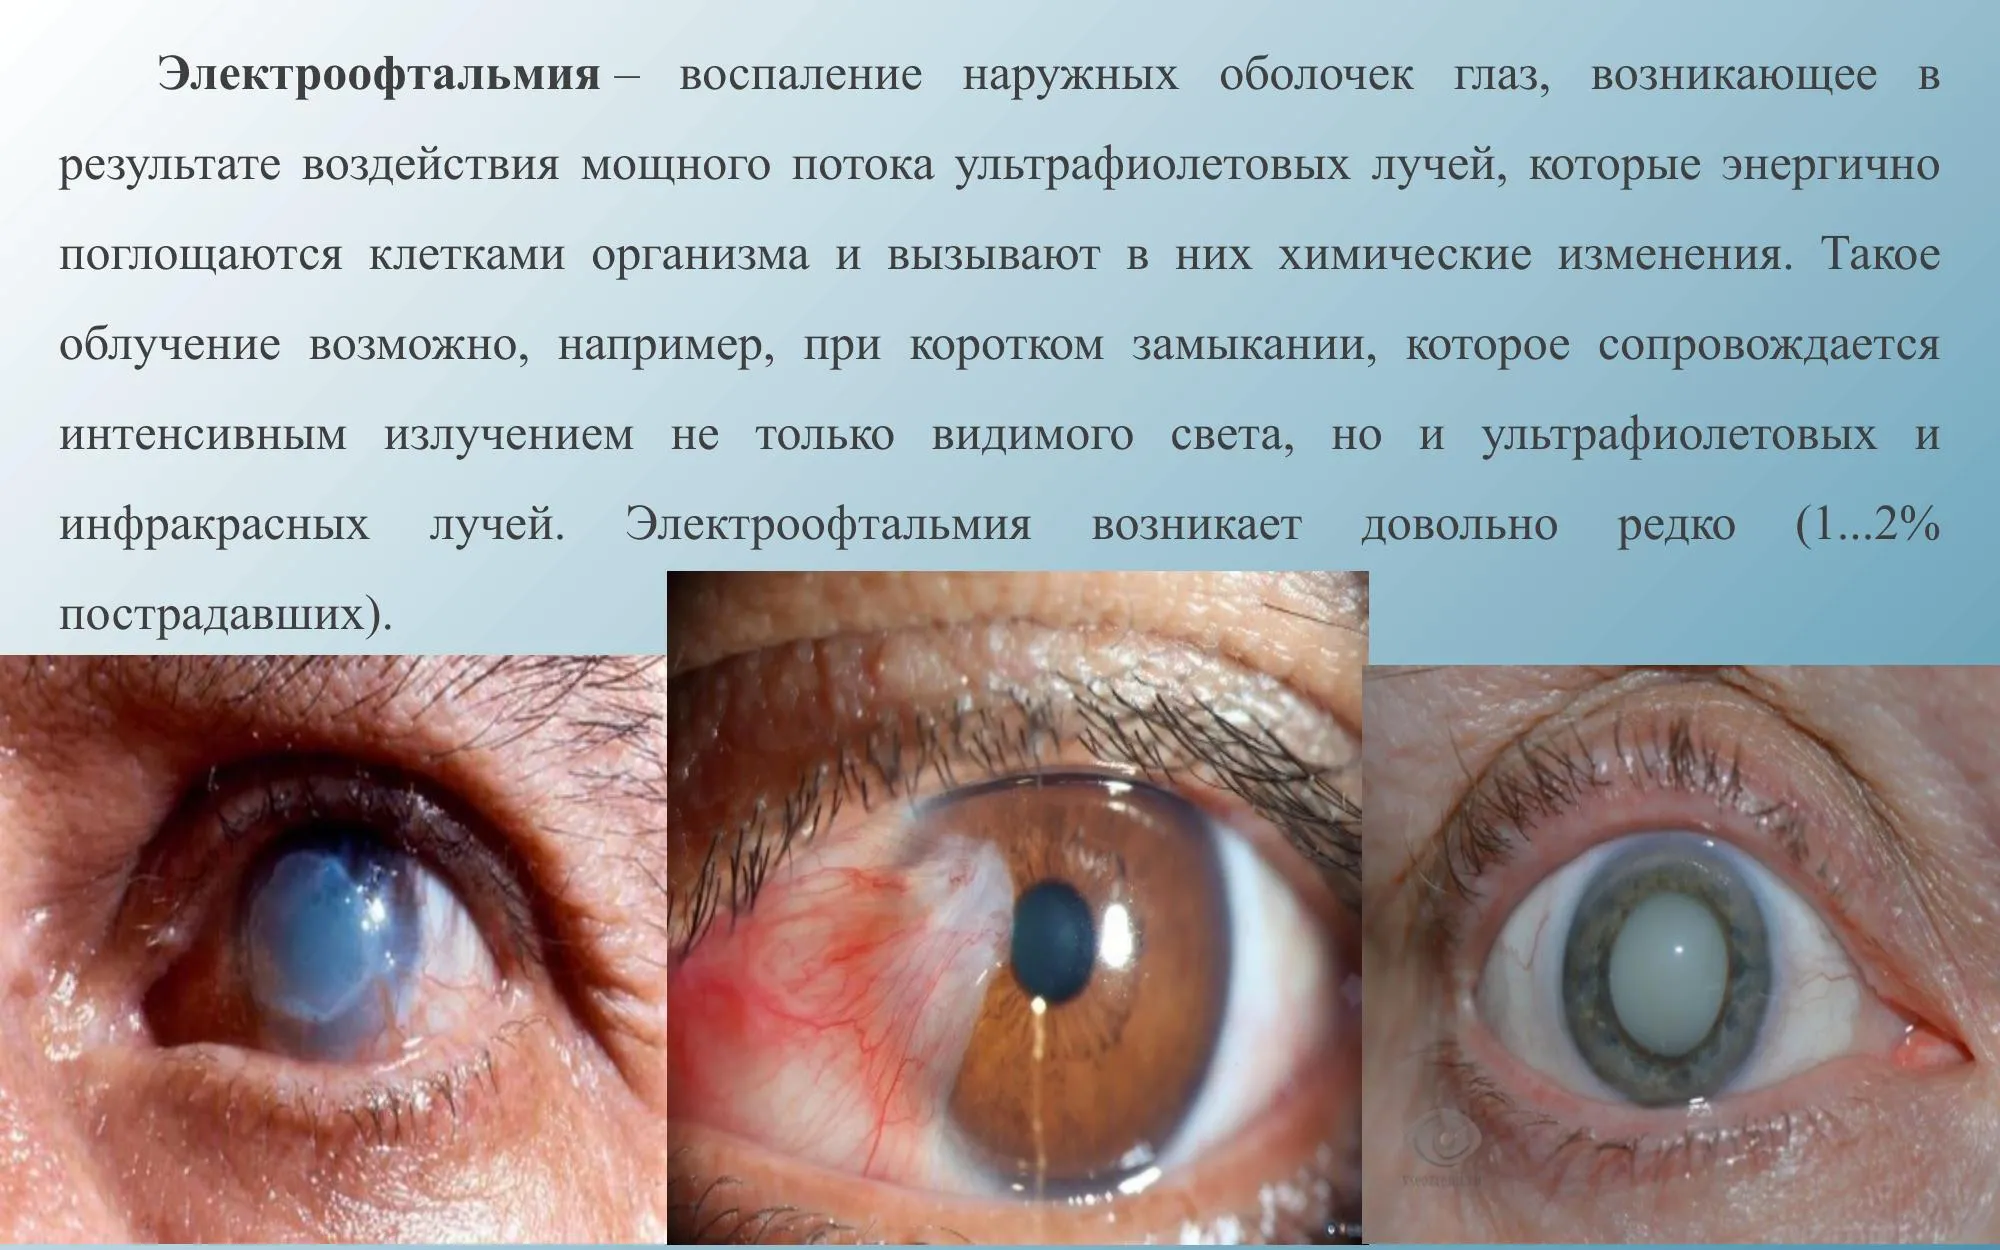 Электроофтальмия – воспаление наружных оболочек глаз, возникающее в
результате воздействия мощного потока ультрафиолетовых лучей, которые энергично
поглощаются клетками организма и вызывают в них химические изменения. Такое
облучение возможно, например, при коротком замыкании, которое сопровождается
интенсивным излучением не только видимого света, но и ультрафиолетовых и
инфракрасных лучей. Электроофтальмия возникает довольно редко (1...2%
пострадавших).